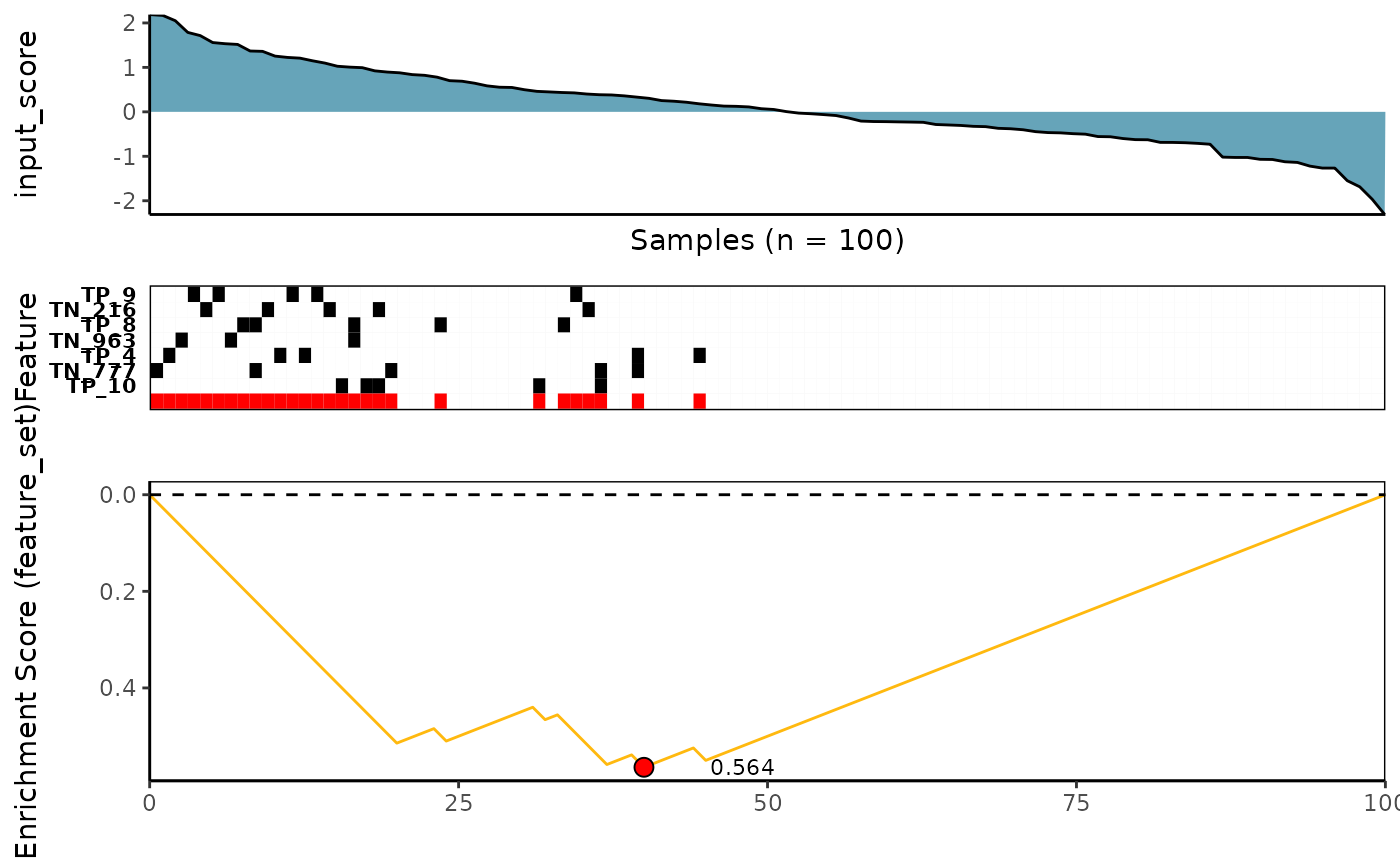 input_score
2
1
0
-1
-2
Samples (n = 100)
Feature
TP_9
TN_216
TP_8
TN_963
TP_4
TN_777
TP_10
Enrichment Score (feature_set)
0.0
0.2
0.4
0.564
0
25
50
75
100